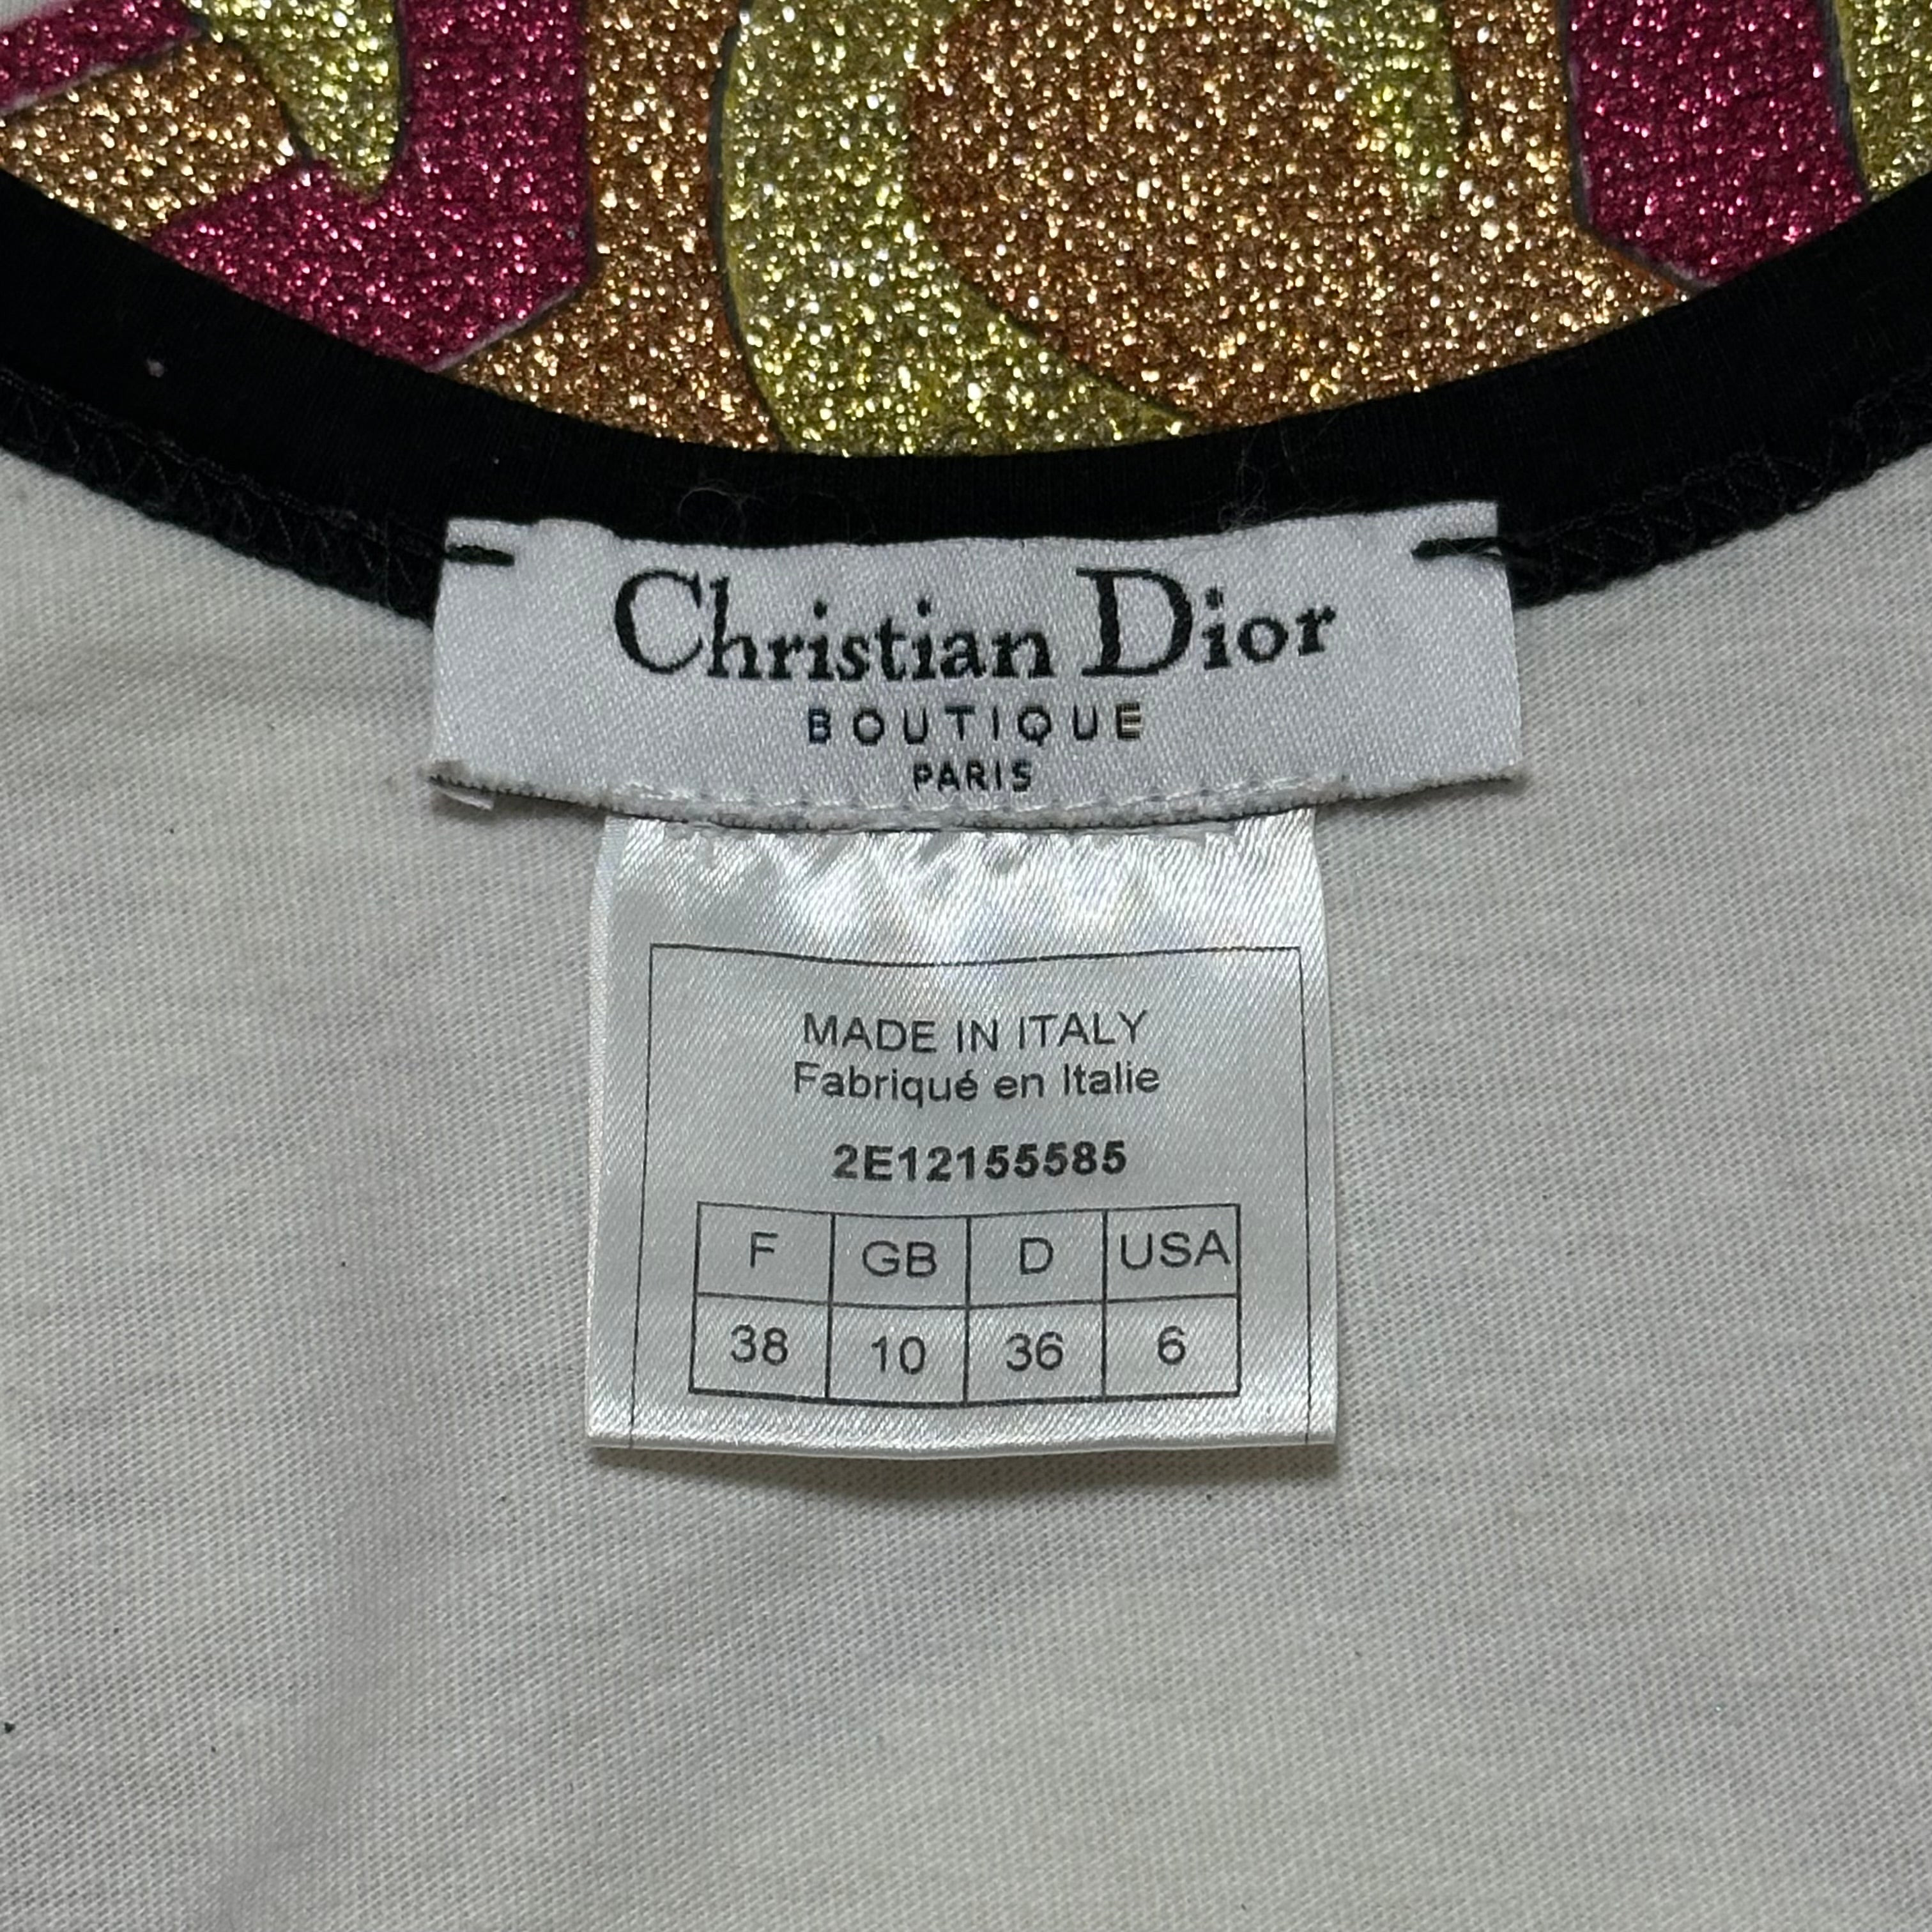 Christian Dior
BOUTIQUE
PARIS
MADE IN ITALY
Fabriqué en Italie
2E12155585
F GB D USA
38 10 36 6